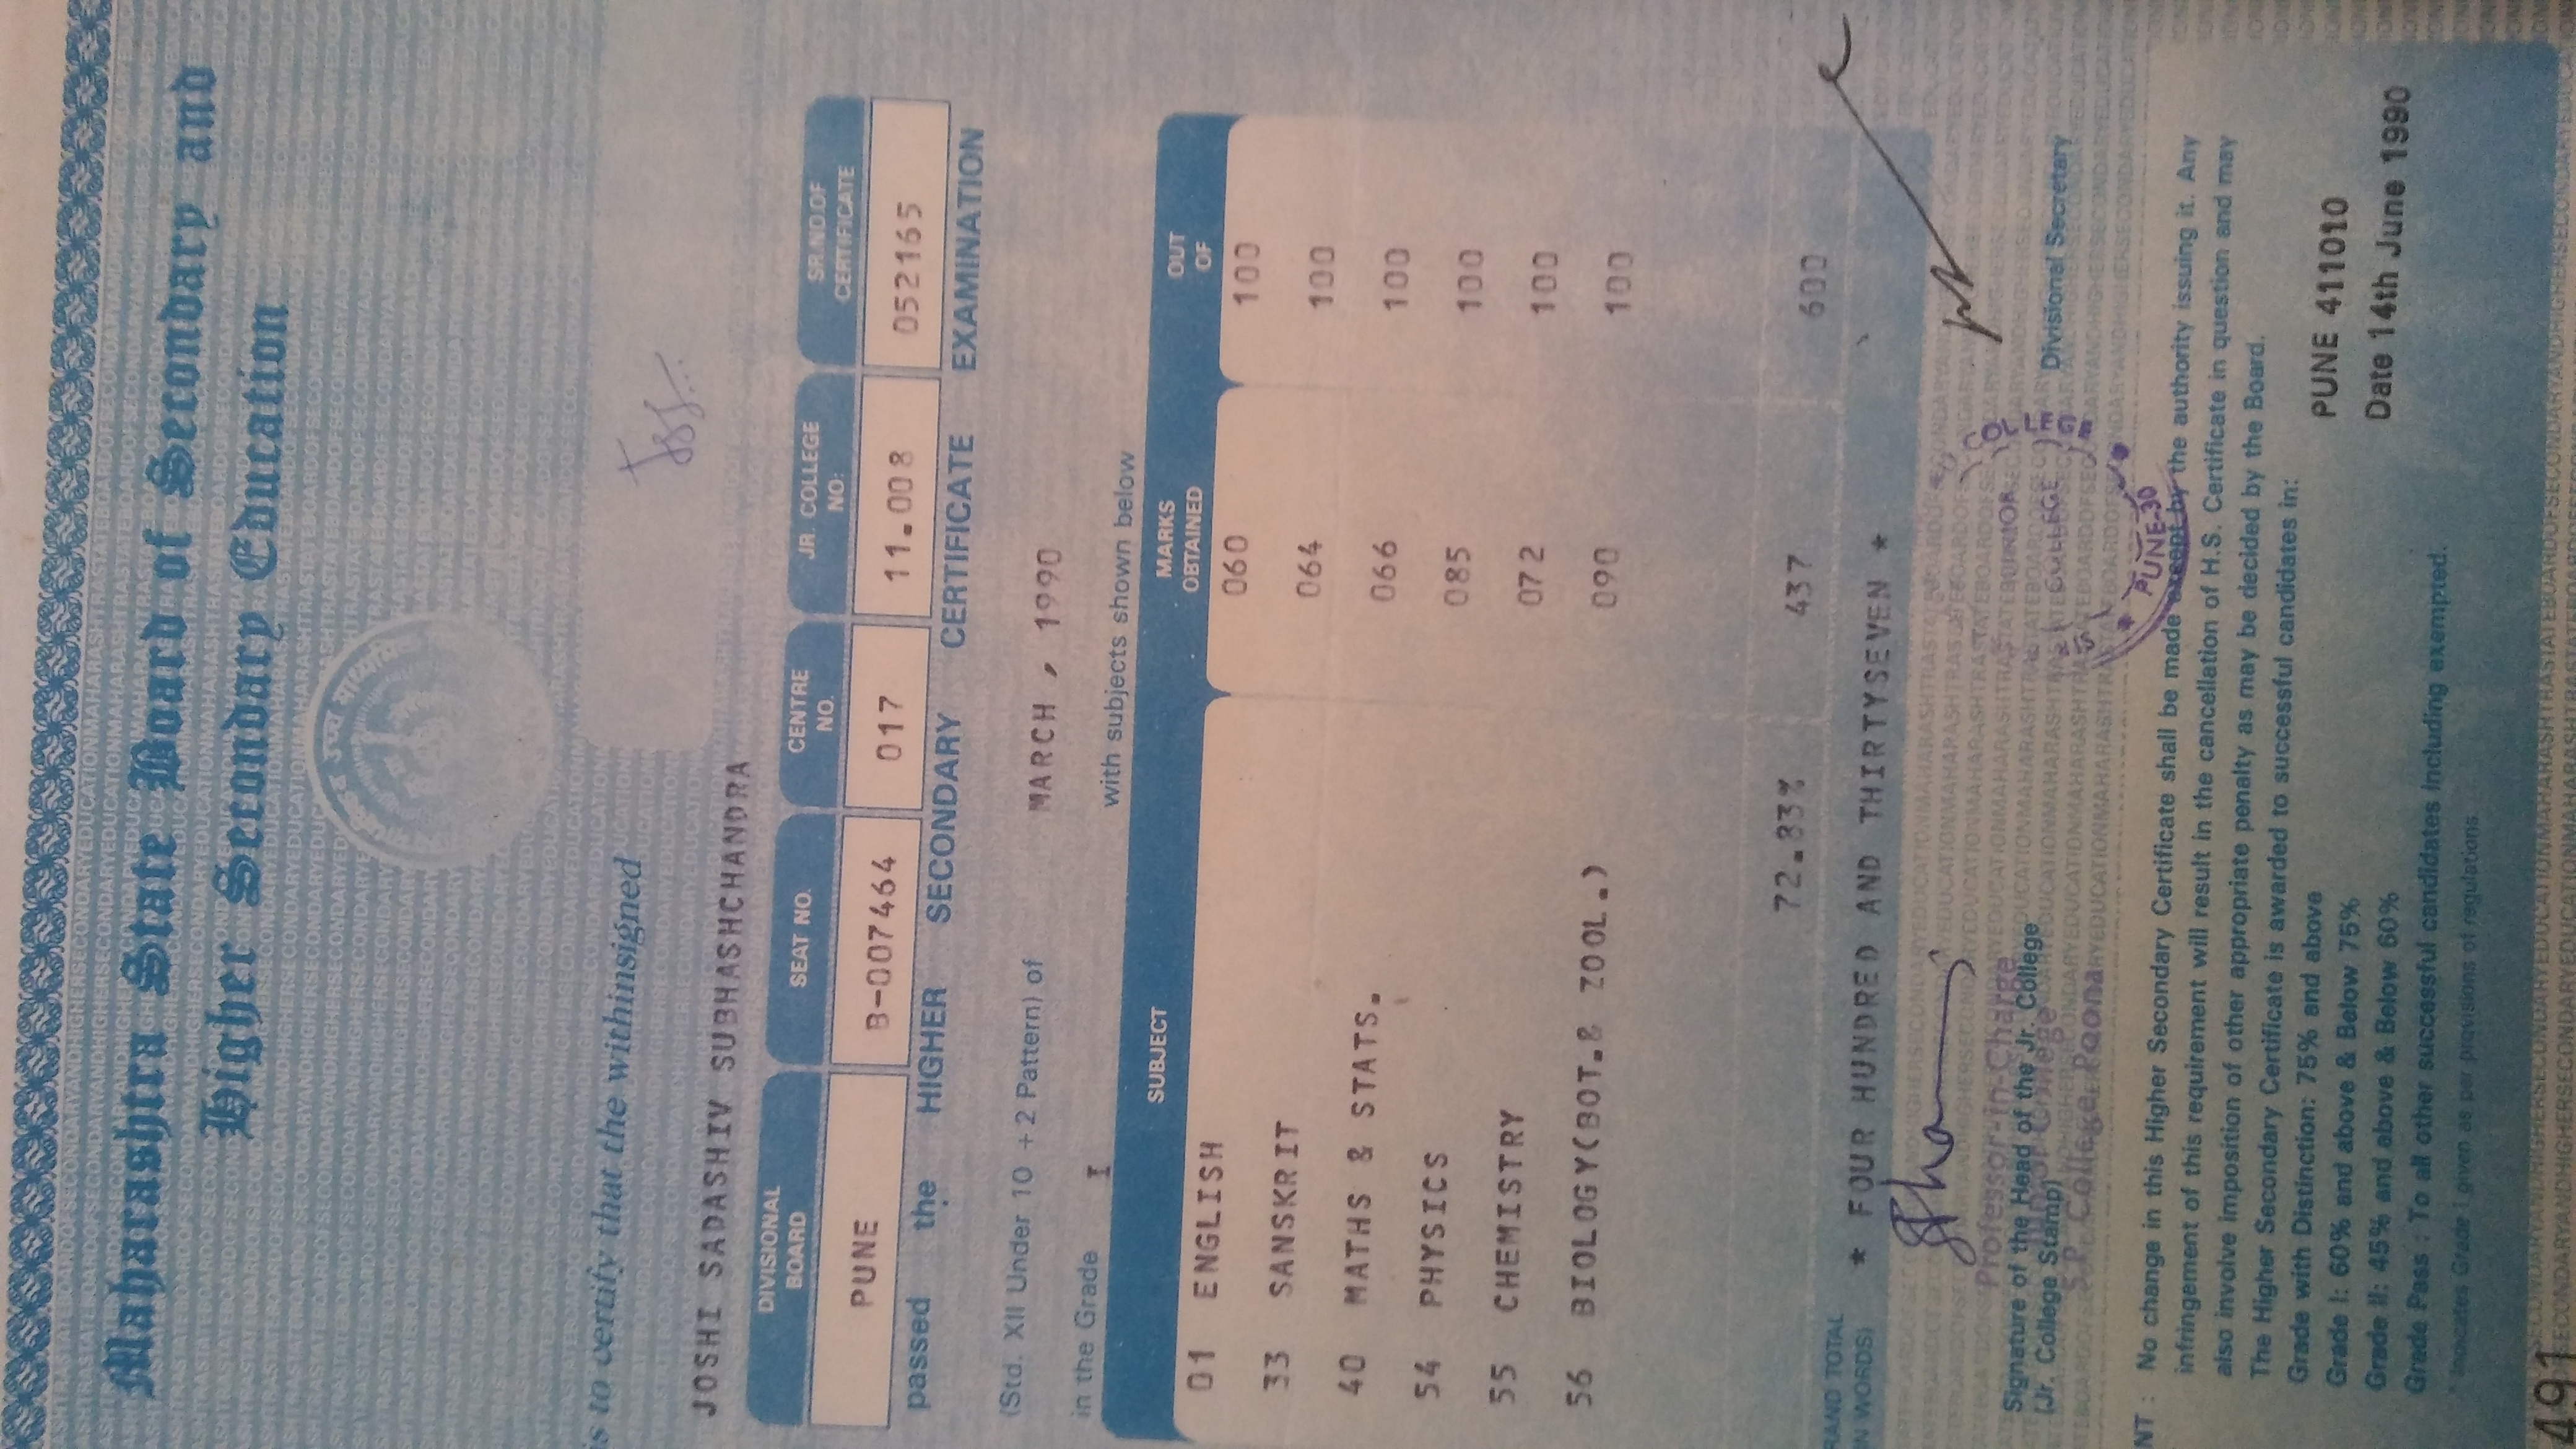 Maharashtra State Board of Secondary and
Higher Secondary Education
उच्च माध्यमिक
is to certify that the withinsigned
JOSHI SADASHIV SUBHASHCHANDRA
DIVISIONAL BOARD SEAT NO. CENTRE NO. JR. COLLEGE NO: SR.NO.OF CERTIFICATE
PUNE B-007464 017 11.008 052165
passed the HIGHER SECONDARY CERTIFICATE EXAMINATION
(Std. XII Under 10 +2 Pattern) of MARCH, 1990
in the Grade I with subjects shown below
SUBJECT MARKS OBTAINED OUT OF
01 ENGLISH 060 100
33 SANSKRIT 064 100
40 MATHS & STATS. 066 100
54 PHYSICS 085 100
55 CHEMISTRY 072 100
56 BIOLOGY(BOT.& ZOOL.) 090 100
72.83% 437 600
RAND TOTAL
IN WORDS) * FOUR HUNDRED AND THIRTYSEVEN *
Professor-in-Charge
Signature of the Head of the Jr. College
Junior College
(Jr. College Stamp)
S.P. College, Poona
JUNIOR COLLEGE
COLLEGE
PUNE-30
Divisional Secretary
NT : No change in this Higher Secondary Certificate shall be made except by the authority issuing it. Any
infringement of this requirement will result in the cancellation of H.S. Certificate in question and may
also involve imposition of other appropriate penalty as may be decided by the Board.
The Higher Secondary Certificate is awarded to successful candidates in:
Grade with Distinction: 75% and above
Grade I: 60% and above & Below 75%
Grade II: 45% and above & Below 60%
Grade Pass : To all other successful candidates including exempted.
* Indicates Grade I given as per provisions of regulations.
PUNE 411010
Date 14th June 1990
491